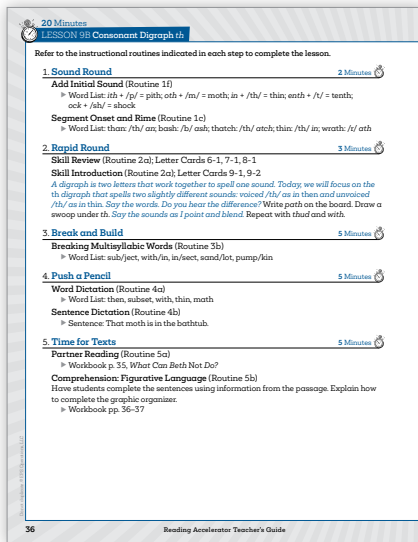 20 Minutes
LESSON 9B Consonant Digraph th
Refer to the instructional routines indicated in each step to complete the lesson.
1. Sound Round 2 Minutes
Add Initial Sound (Routine 1f)
▶ Word List: ith + /p/ = pith; oth + /m/ = moth; in + /th/ = thin; enth + /t/ = tenth;
ock + /sh/ = shock
Segment Onset and Rime (Routine 1c)
▶ Word List: than: /th/ an; bash: /b/ ash; thatch: /th/ atch; thin: /th/ in; wrath: /r/ ath
2. Rapid Round 3 Minutes
Skill Review (Routine 2a); Letter Cards 6-1, 7-1, 8-1
Skill Introduction (Routine 2a); Letter Cards 9-1, 9-2
A digraph is two letters that work together to spell one sound. Today, we will focus on the
th digraph that spells two slightly different sounds: voiced /th/ as in then and unvoiced
/th/ as in thin. Say the words. Do you hear the difference? Write path on the board. Draw a
swoop under th. Say the sounds as I point and blend. Repeat with thud and with.
3. Break and Build 5 Minutes
Breaking Multisyllabic Words (Routine 3b)
▶ Word List: sub/ject, with/in, in/sect, sand/lot, pump/kin
4. Push a Pencil 5 Minutes
Word Dictation (Routine 4a)
▶ Word List: then, subset, with, thin, math
Sentence Dictation (Routine 4b)
▶ Sentence: That moth is in the bathtub.
5. Time for Texts 5 Minutes
Partner Reading (Routine 5a)
▶ Workbook p. 35, What Can Beth Not Do?
Comprehension: Figurative Language (Routine 5b)
Have students complete the sentences using information from the passage. Explain how
to complete the graphic organizer.
▶ Workbook pp. 36–37
36 Reading Accelerator Teacher's Guide